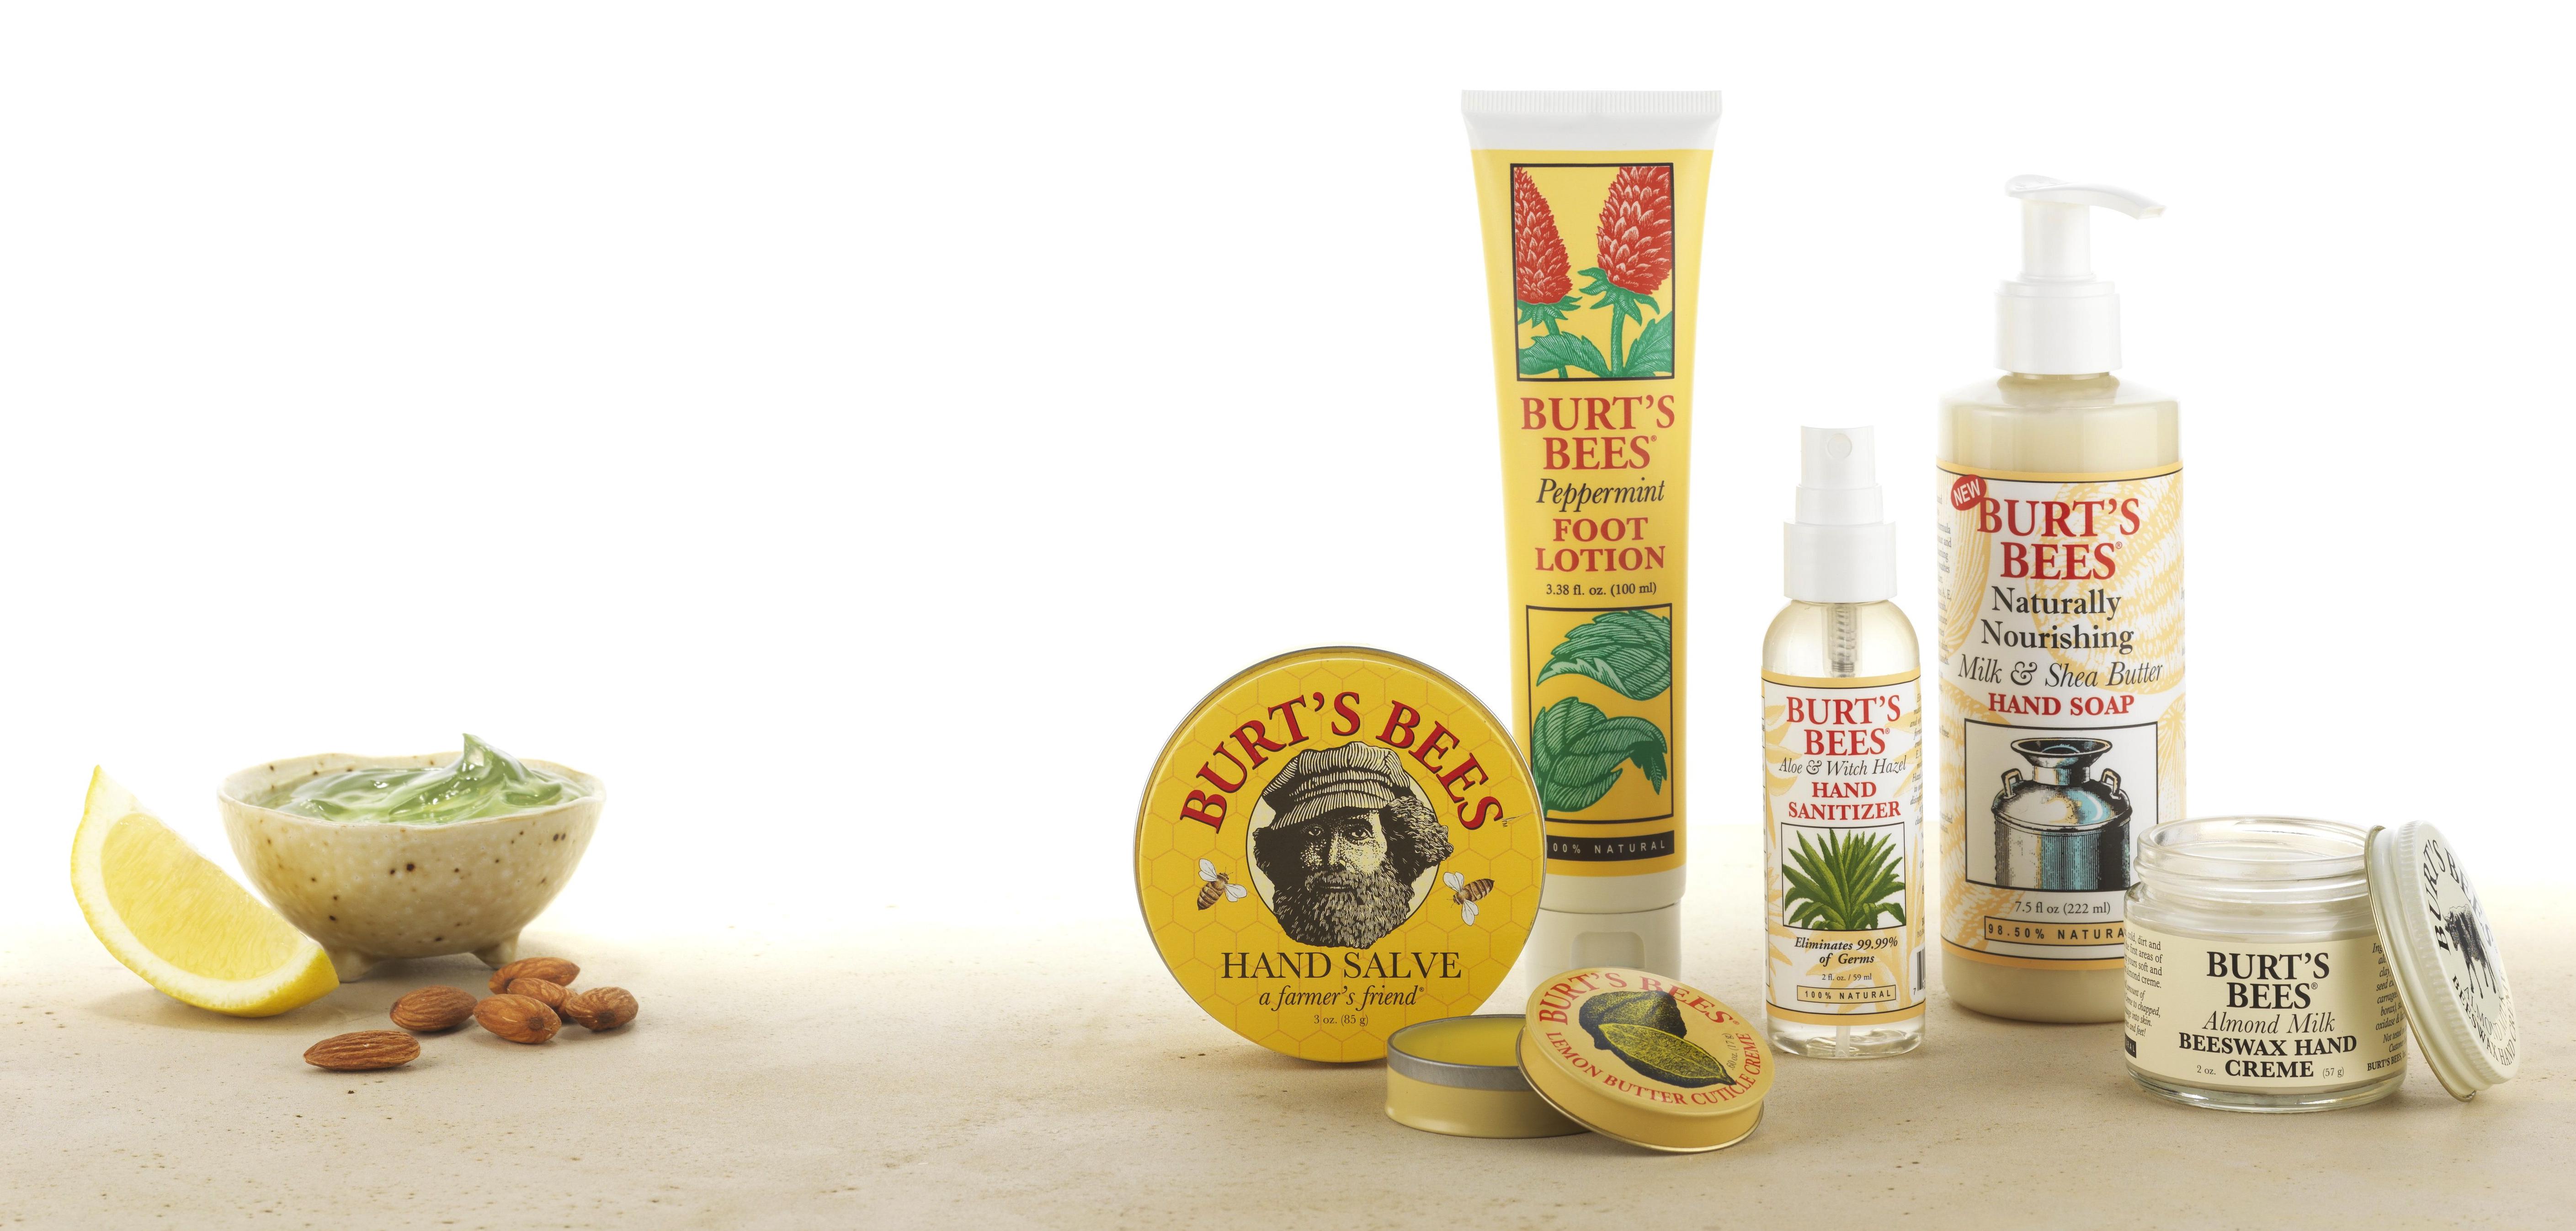 BURT'S BEES
HAND SALVE
a farmer's friend®
3 oz. (85 g)
BURT'S
BEES®
Peppermint
FOOT
LOTION
3.38 fl. oz. (100 ml)
00% NATURAL
BURT'S BEES®
LEMON BUTTER CUTICLE CREME
BURT'S
BEES®
Aloe & Witch Hazel
HAND
SANITIZER
Eliminates 99.99%
of Germs
2 fl. oz. / 59 ml
100% NATURAL
NEW
BURT'S
BEES®
Naturally
Nourishing
Milk & Shea Butter
HAND SOAP
7.5 fl oz (222 ml)
98.50% NATURA
BURT'S
BEES®
Almond Milk
BEESWAX HAND
2 oz. CREME (57 g)